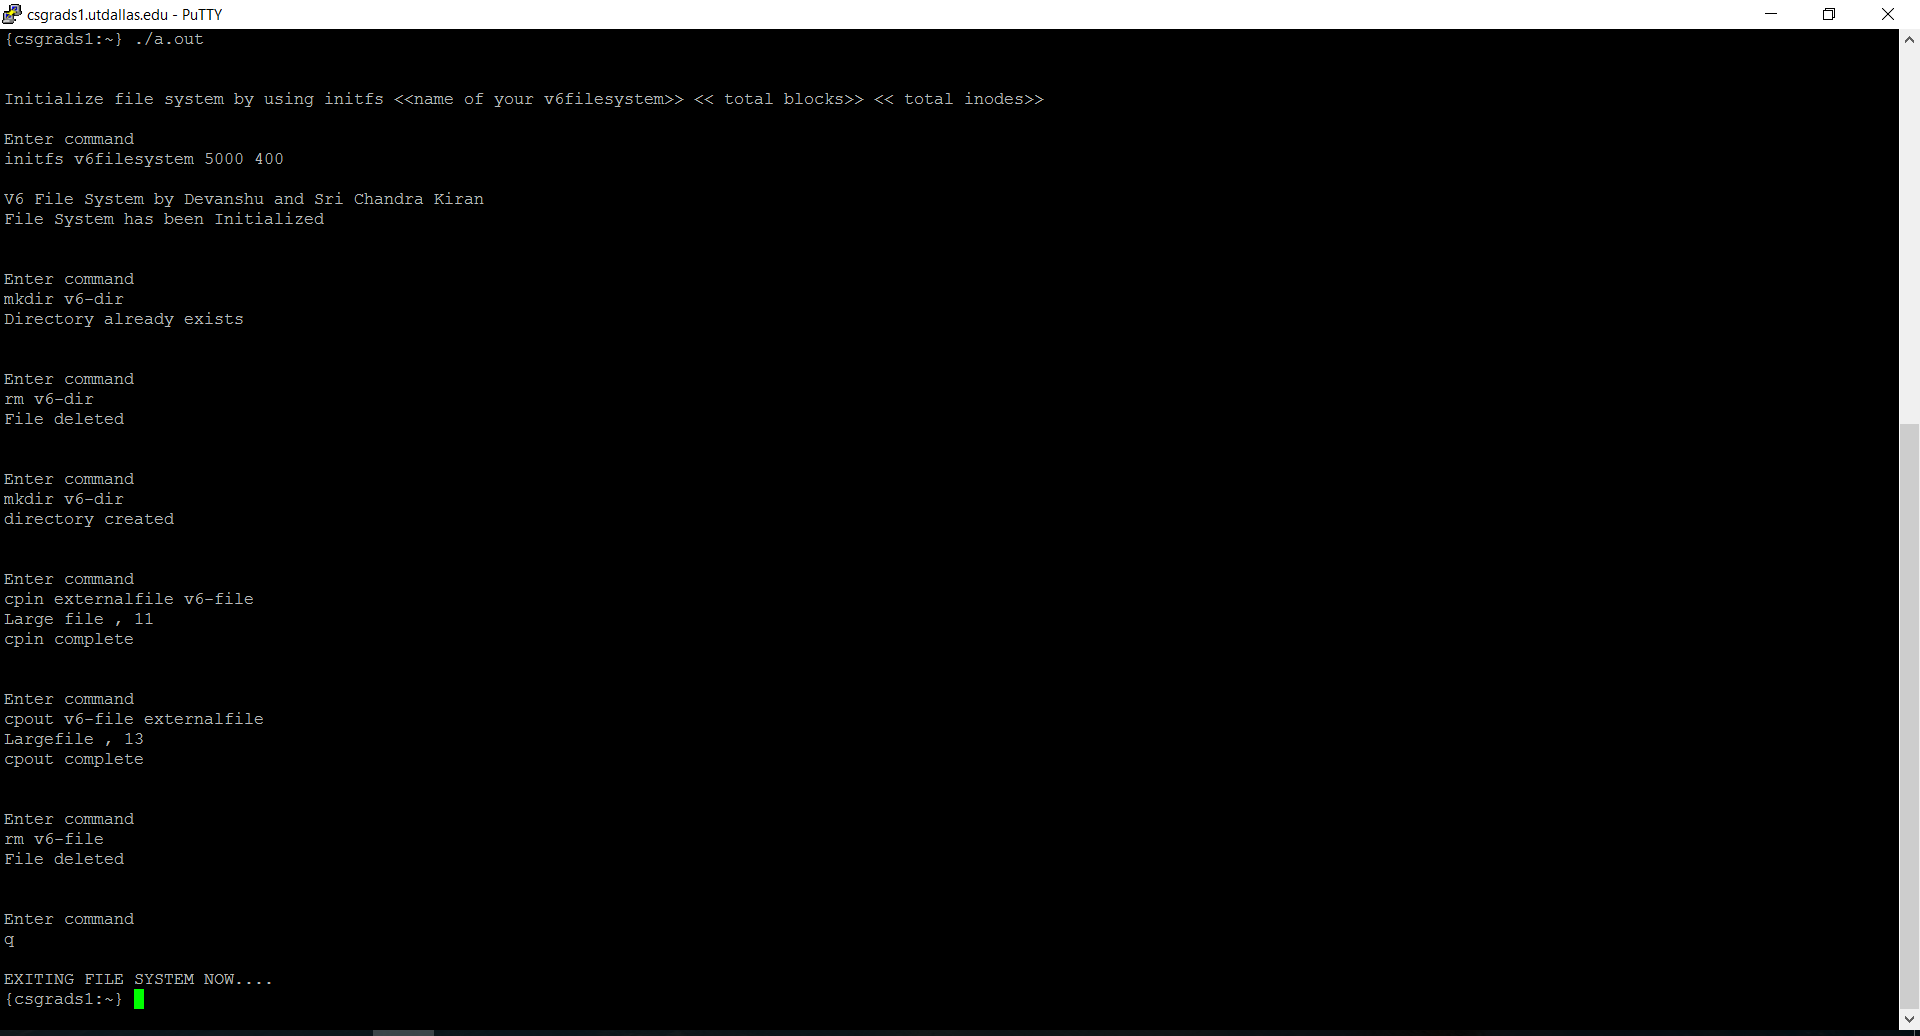 csgrads1.utdallas.edu - PuTTY
{csgrads1:~} ./a.out
Initialize file system by using initfs <<name of your v6filesystem>> << total blocks>> << total inodes>>
Enter command
initfs v6filesystem 5000 400
V6 File System by Devanshu and Sri Chandra Kiran
File System has been Initialized
Enter command
mkdir v6-dir
Directory already exists
Enter command
rm v6-dir
File deleted
Enter command
mkdir v6-dir
directory created
Enter command
cpin externalfile v6-file
Large file , 11
cpin complete
Enter command
cpout v6-file externalfile
Largefile , 13
cpout complete
Enter command
rm v6-file
File deleted
Enter command
q
EXITING FILE SYSTEM NOW....
{csgrads1:~}